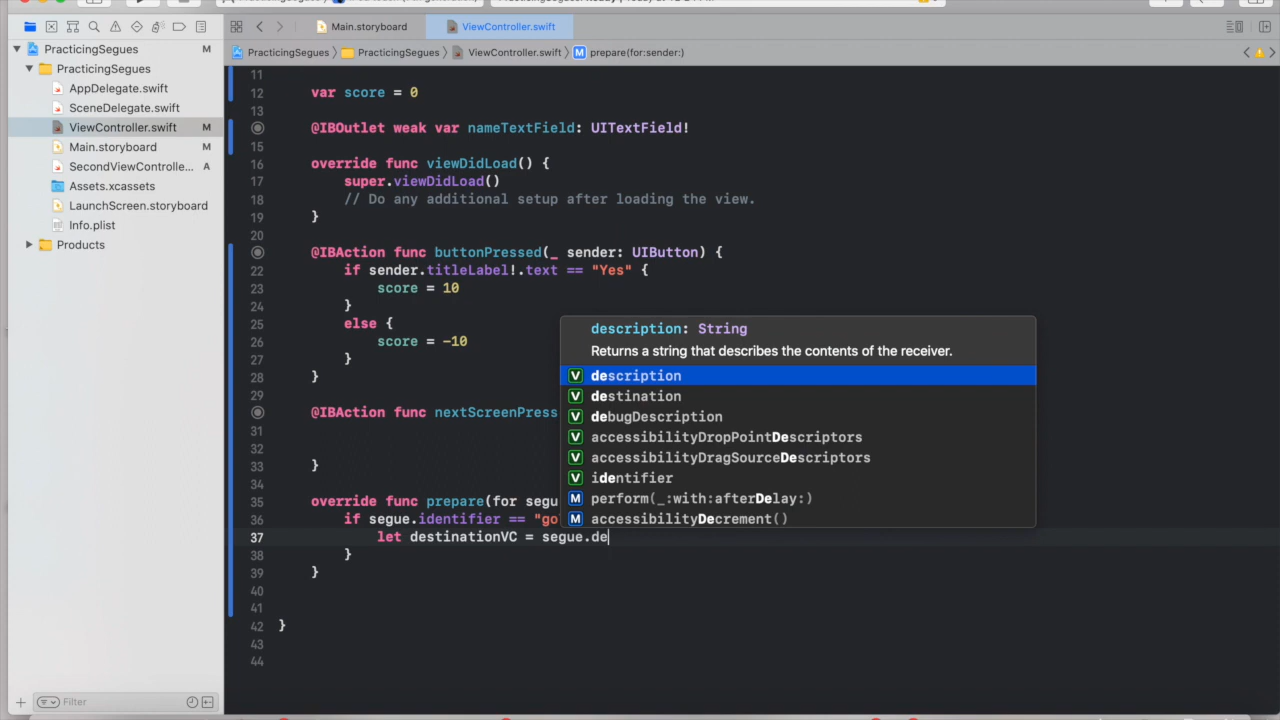 Main.storyboard
ViewController.swift
PracticingSegues
M
PracticingSegues
PracticingSegues
ViewController.swift
M
prepare(for:sender:)
PracticingSegues
AppDelegate.swift
SceneDelegate.swift
ViewController.swift
M
Main.storyboard
SecondViewControlle...
A
Assets.xcassets
LaunchScreen.storyboard
Info.plist
Products
Filter
11
12 var score = 0
13
@IBOutlet weak var nameTextField: UITextField!
15
16 override func viewDidLoad() {
17 super.viewDidLoad()
18 // Do any additional setup after loading the view.
19 }
20
@IBAction func buttonPressed(_ sender: UIButton) {
22 if sender.titleLabel!.text == "Yes" {
23 score = 10
24 }
25 else {
26 score = -10
27 }
28 }
29
@IBAction func nextScreenPress
31
32
33 }
34
35 override func prepare(for segu
36 if segue.identifier == "go
37 let destinationVC = segue.de
38 }
39 }
40
41
42 }
43
44
description: String
Returns a string that describes the contents of the receiver.
V description
V destination
V debugDescription
V accessibilityDropPointDescriptors
V accessibilityDragSourceDescriptors
V identifier
M perform(_:with:afterDelay:)
M accessibilityDecrement()